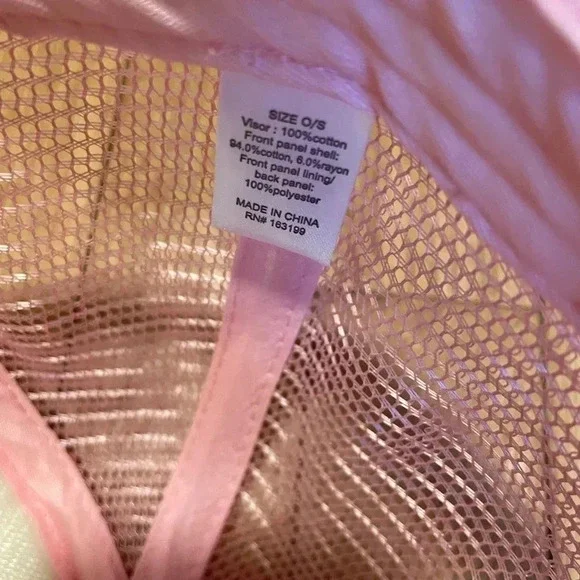 SIZE O/S
Visor : 100%cotton
Front panel shell:
94.0%cotton, 6.0%rayon
Front panel lining/
back panel:
100%polyester
MADE IN CHINA
RN# 163199